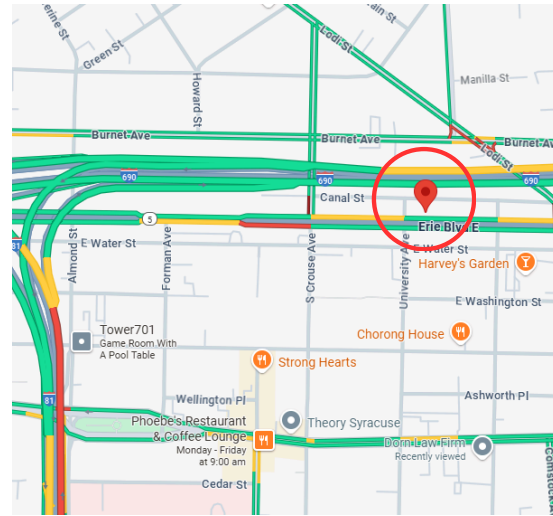 Green St
Howard St
Lodi St
Manilla St
Burnet Ave
Burnet Ave
Burnet Av
Lodi St
690
690
690
Canal St
5
Erie Blvd E
81
E Water St
E Water St
Almond St
Forman Ave
S Crouse Ave
University Ave
Harvey's Garden
E Washington St
Tower701
Game Room With
A Pool Table
Chorong House
Strong Hearts
81
Wellington Pl
Ashworth Pl
Phoebe's Restaurant
& Coffee Lounge
Monday - Friday
at 9:00 am
Theory Syracuse
Dorn Law Firm
Recently viewed
Cedar St
Comstock A